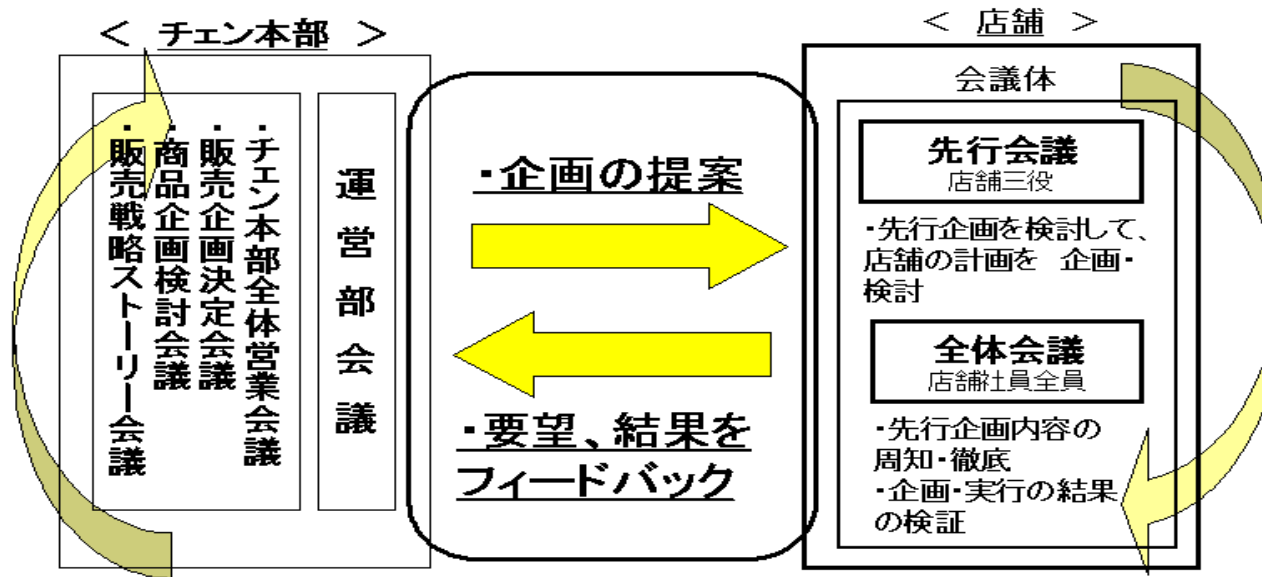 ＜ チェン本部 ＞
・チェン本部全体営業会議
・販売企画決定会議
・商品企画検討会議
・販売戦略ストーリー会議
運営部会議
・企画の提案
・要望、結果を
フィードバック
＜ 店舗 ＞
会議体
先行会議
店舗三役
・先行企画を検討して、
店舗の計画を 企画・
検討
全体会議
店舗社員全員
・先行企画内容の
周知・徹底
・企画・実行の結果
の検証